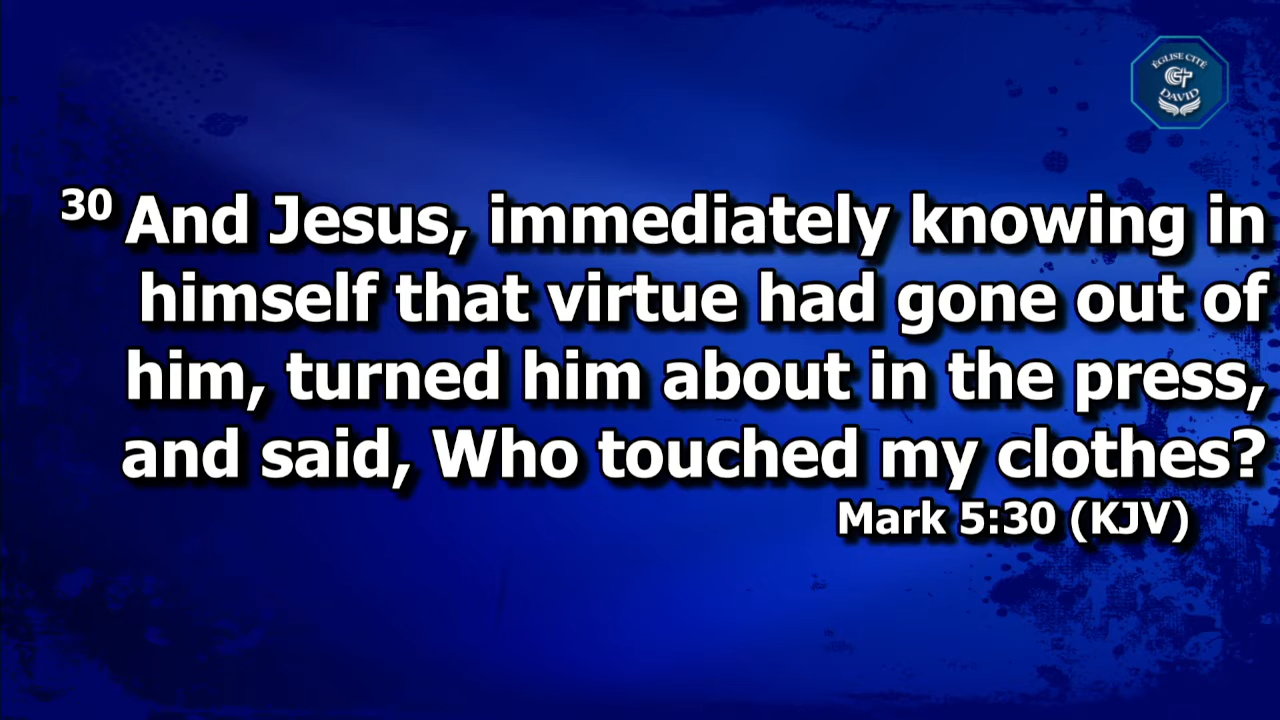 ÉGLISE CITÉ
DAVID
30 And Jesus, immediately knowing in
himself that virtue had gone out of
him, turned him about in the press,
and said, Who touched my clothes?
Mark 5:30 (KJV)